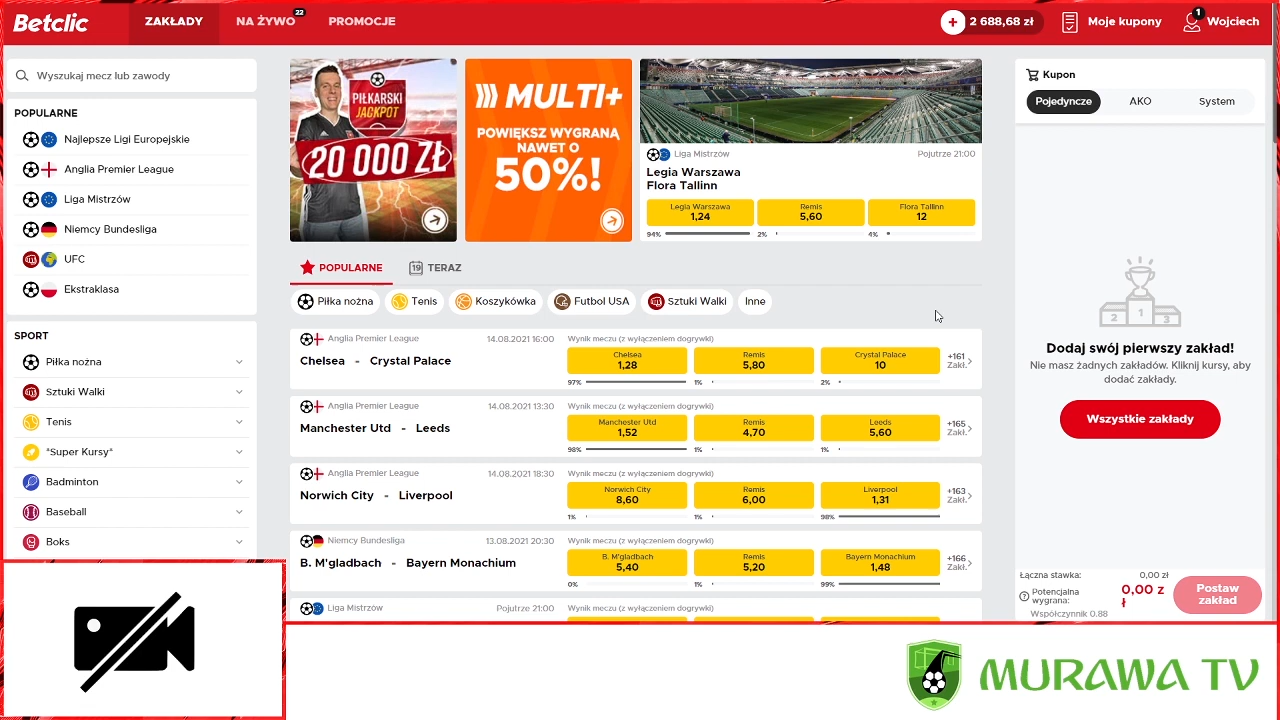 Betclic
ZAKŁADY
NA ŻYWO
22
PROMOCJE
2 688,68 zł
Moje kupony
1
Wojciech
Wyszukaj mecz lub zawody
POPULARNE
Najlepsze Ligi Europejskie
Anglia Premier League
Liga Mistrzów
Niemcy Bundesliga
UFC
Ekstraklasa
SPORT
Piłka nożna
Sztuki Walki
Tenis
*Super Kursy*
Badminton
Baseball
Boks
PIŁKARSKI
JACKPOT
20 000 ZŁ
MULTI+
POWIĘKSZ WYGRANĄ
NAWET O
50%!
Liga Mistrzów
Pojutrze 21:00
Legia Warszawa
Flora Tallinn
Legia Warszawa
1,24
Remis
5,60
Flora Tallinn
12
94%
2%
4%
POPULARNE
19
TERAZ
Piłka nożna
Tenis
Koszykówka
Futbol USA
Sztuki Walki
Inne
Anglia Premier League
14.08.2021 16:00
Wynik meczu (z wyłączeniem dogrywki)
Chelsea - Crystal Palace
Chelsea
1,28
Remis
5,80
Crystal Palace
10
+161
Zakł.
97%
1%
2%
Anglia Premier League
14.08.2021 13:30
Wynik meczu (z wyłączeniem dogrywki)
Manchester Utd - Leeds
Manchester Utd
1,52
Remis
4,70
Leeds
5,60
+165
Zakł.
98%
1%
1%
Anglia Premier League
14.08.2021 18:30
Wynik meczu (z wyłączeniem dogrywki)
Norwich City - Liverpool
Norwich City
8,60
Remis
6,00
Liverpool
1,31
+163
Zakł.
1%
1%
98%
Niemcy Bundesliga
13.08.2021 20:30
Wynik meczu (z wyłączeniem dogrywki)
B. M'gladbach - Bayern Monachium
B. M'gladbach
5,40
Remis
5,20
Bayern Monachium
1,48
+166
Zakł.
0%
1%
99%
Liga Mistrzów
Pojutrze 21:00
Wynik meczu (z wyłączeniem dogrywki)
Kupon
Pojedyncze
AKO
System
2 1 3
Dodaj swój pierwszy zakład!
Nie masz żadnych zakładów. Kliknij kursy, aby
dodać zakłady.
Wszystkie zakłady
Łączna stawka:
0,00 zł
Potencjalna
wygrana:
0,00 z
ł
Współczynnik 0.88
Postaw
zakład
MURAWA TV